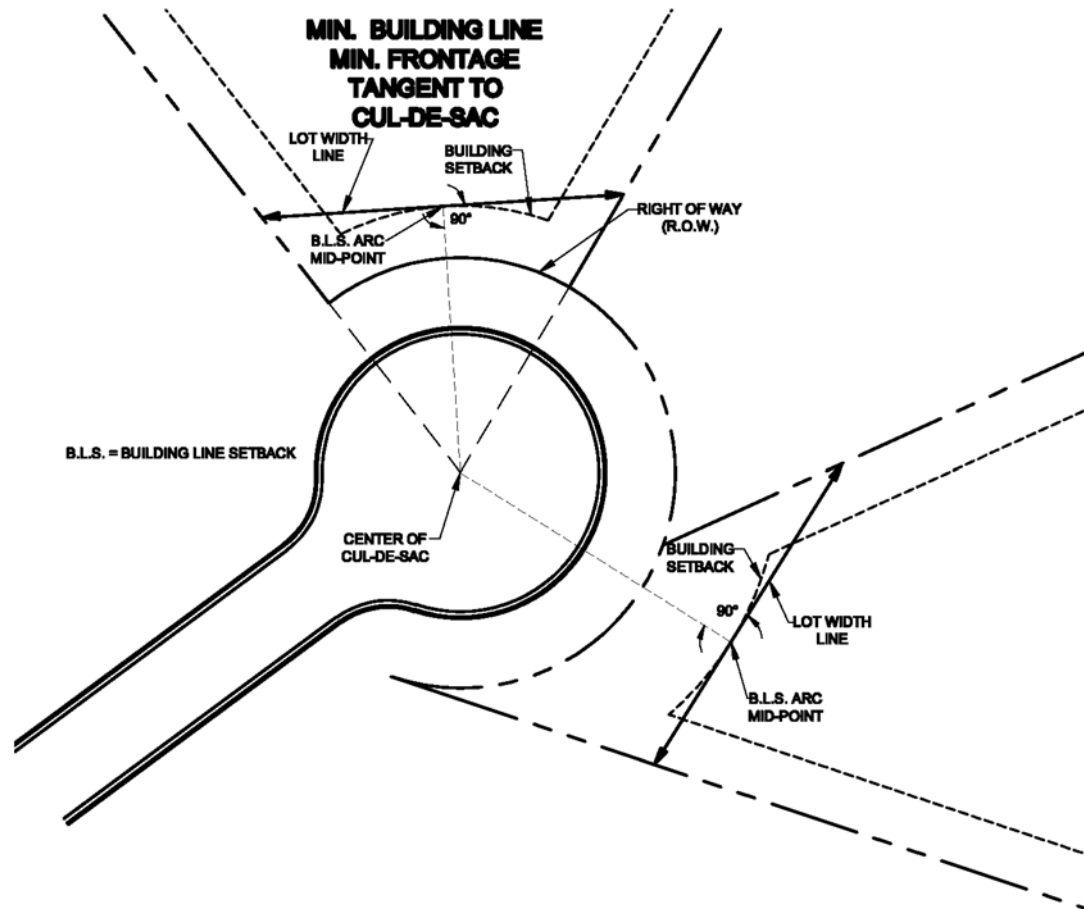 MIN. BUILDING LINE
MIN. FRONTAGE
TANGENT TO
CUL-DE-SAC
LOT WIDTH
LINE
BUILDING
SETBACK
90°
B.L.S. ARC
MID-POINT
RIGHT OF WAY
(R.O.W.)
B.L.S. = BUILDING LINE SETBACK
CENTER OF
CUL-DE-SAC
BUILDING
SETBACK
90°
LOT WIDTH
LINE
B.L.S. ARC
MID-POINT